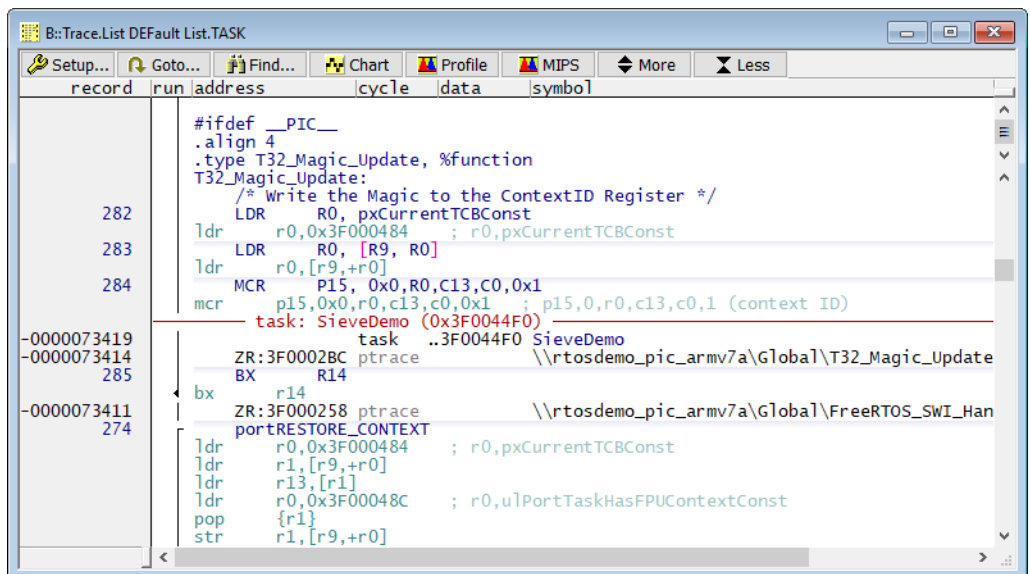 B::Trace.List DEFault List.TASK
Setup... Goto... Find... Chart Profile MIPS More Less
record run address cycle data symbol
#ifdef __PIC__
.align 4
.type T32_Magic_Update, %function
T32_Magic_Update:
/* Write the Magic to the ContextID Register */
282 LDR R0, pxCurrentTCBConst
ldr r0,0x3F000484 ; r0,pxCurrentTCBConst
283 LDR R0, [R9, R0]
ldr r0,[r9,+r0]
284 MCR P15, 0x0,R0,C13,C0,0x1
mcr p15,0x0,r0,c13,c0,0x1 ; p15,0,r0,c13,c0,1 (context ID)
task: SieveDemo (0x3F0044F0)
-0000073419 task ..3F0044F0 SieveDemo
-0000073414 ZR:3F0002BC ptrace \\rtosdemo_pic_armv7a\Global\T32_Magic_Update
285 BX R14
bx r14
-0000073411 ZR:3F000258 ptrace \\rtosdemo_pic_armv7a\Global\FreeRTOS_SWI_Han
274 portRESTORE_CONTEXT
ldr r0,0x3F000484 ; r0,pxCurrentTCBConst
ldr r1,[r9,+r0]
ldr r13,[r1]
ldr r0,0x3F00048C ; r0,ulPortTaskHasFPUContextConst
pop {r1}
str r1,[r9,+r0]